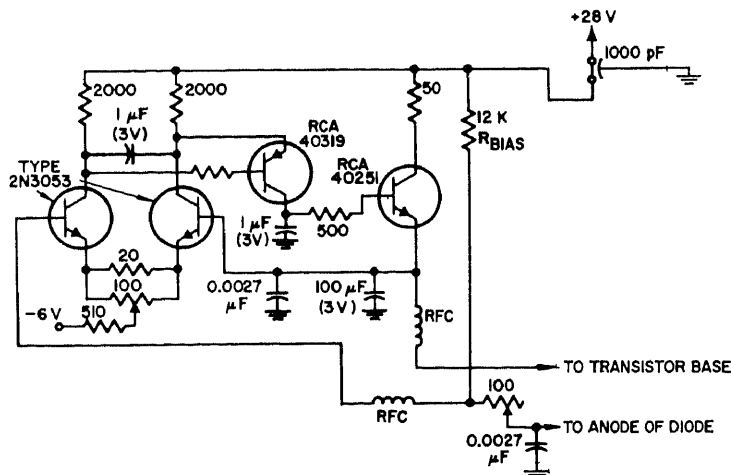 +28 V
1000 pF
2000
2000
50
1 µF
(3V)
12 K
RBIAS
RCA
40319
RCA
40251
TYPE
2N3053
1 µF
(3V)
500
20
100
-6 V
510
0.0027
µF
100 µF
(3V)
RFC
TO TRANSISTOR BASE
RFC
100
TO ANODE OF DIODE
0.0027
µF